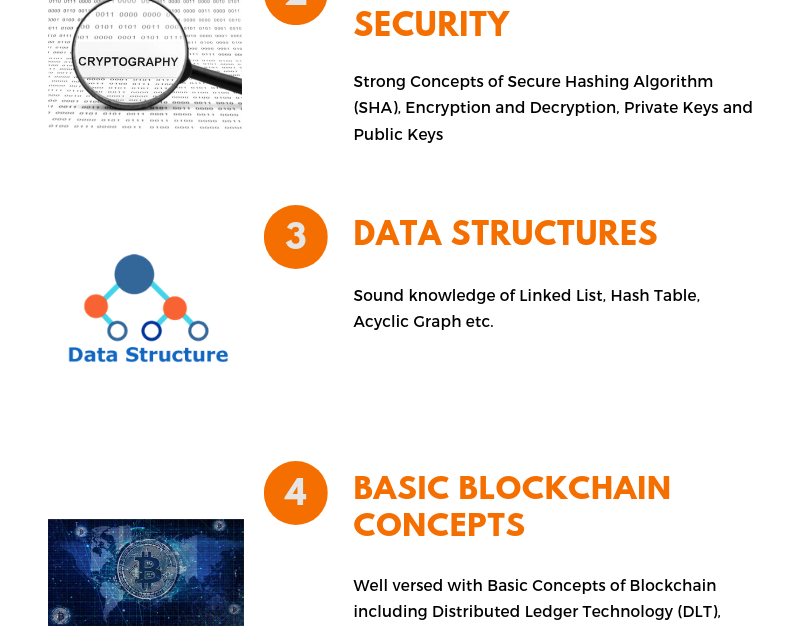 2
SECURITY
CRYPTOGRAPHY
Strong Concepts of Secure Hashing Algorithm
(SHA), Encryption and Decryption, Private Keys and
Public Keys
3
DATA STRUCTURES
Sound knowledge of Linked List, Hash Table,
Acyclic Graph etc.
Data Structure
4
BASIC BLOCKCHAIN
CONCEPTS
Well versed with Basic Concepts of Blockchain
including Distributed Ledger Technology (DLT),